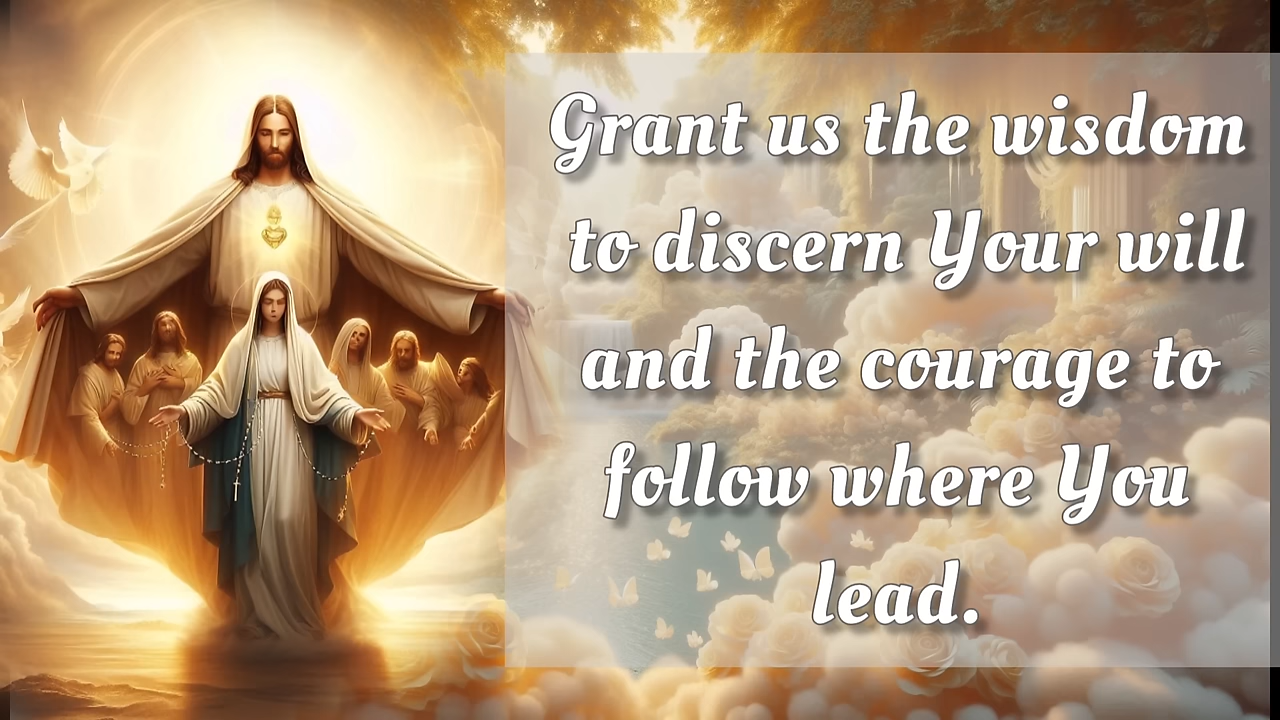 Grant us the wisdom
to discern Your will
and the courage to
follow where You
lead.